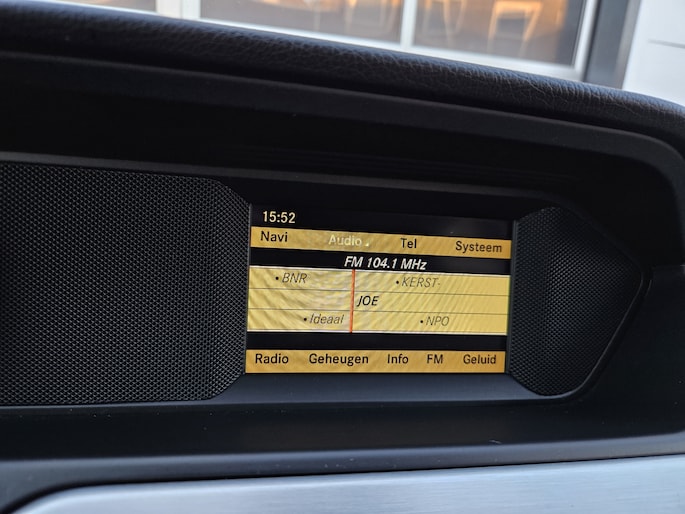 15:52
Navi Audio Tel Systeem
FM 104.1 MHz
•BNR •KERST-
JOE
•Ideaal •NPO
Radio Geheugen Info FM Geluid